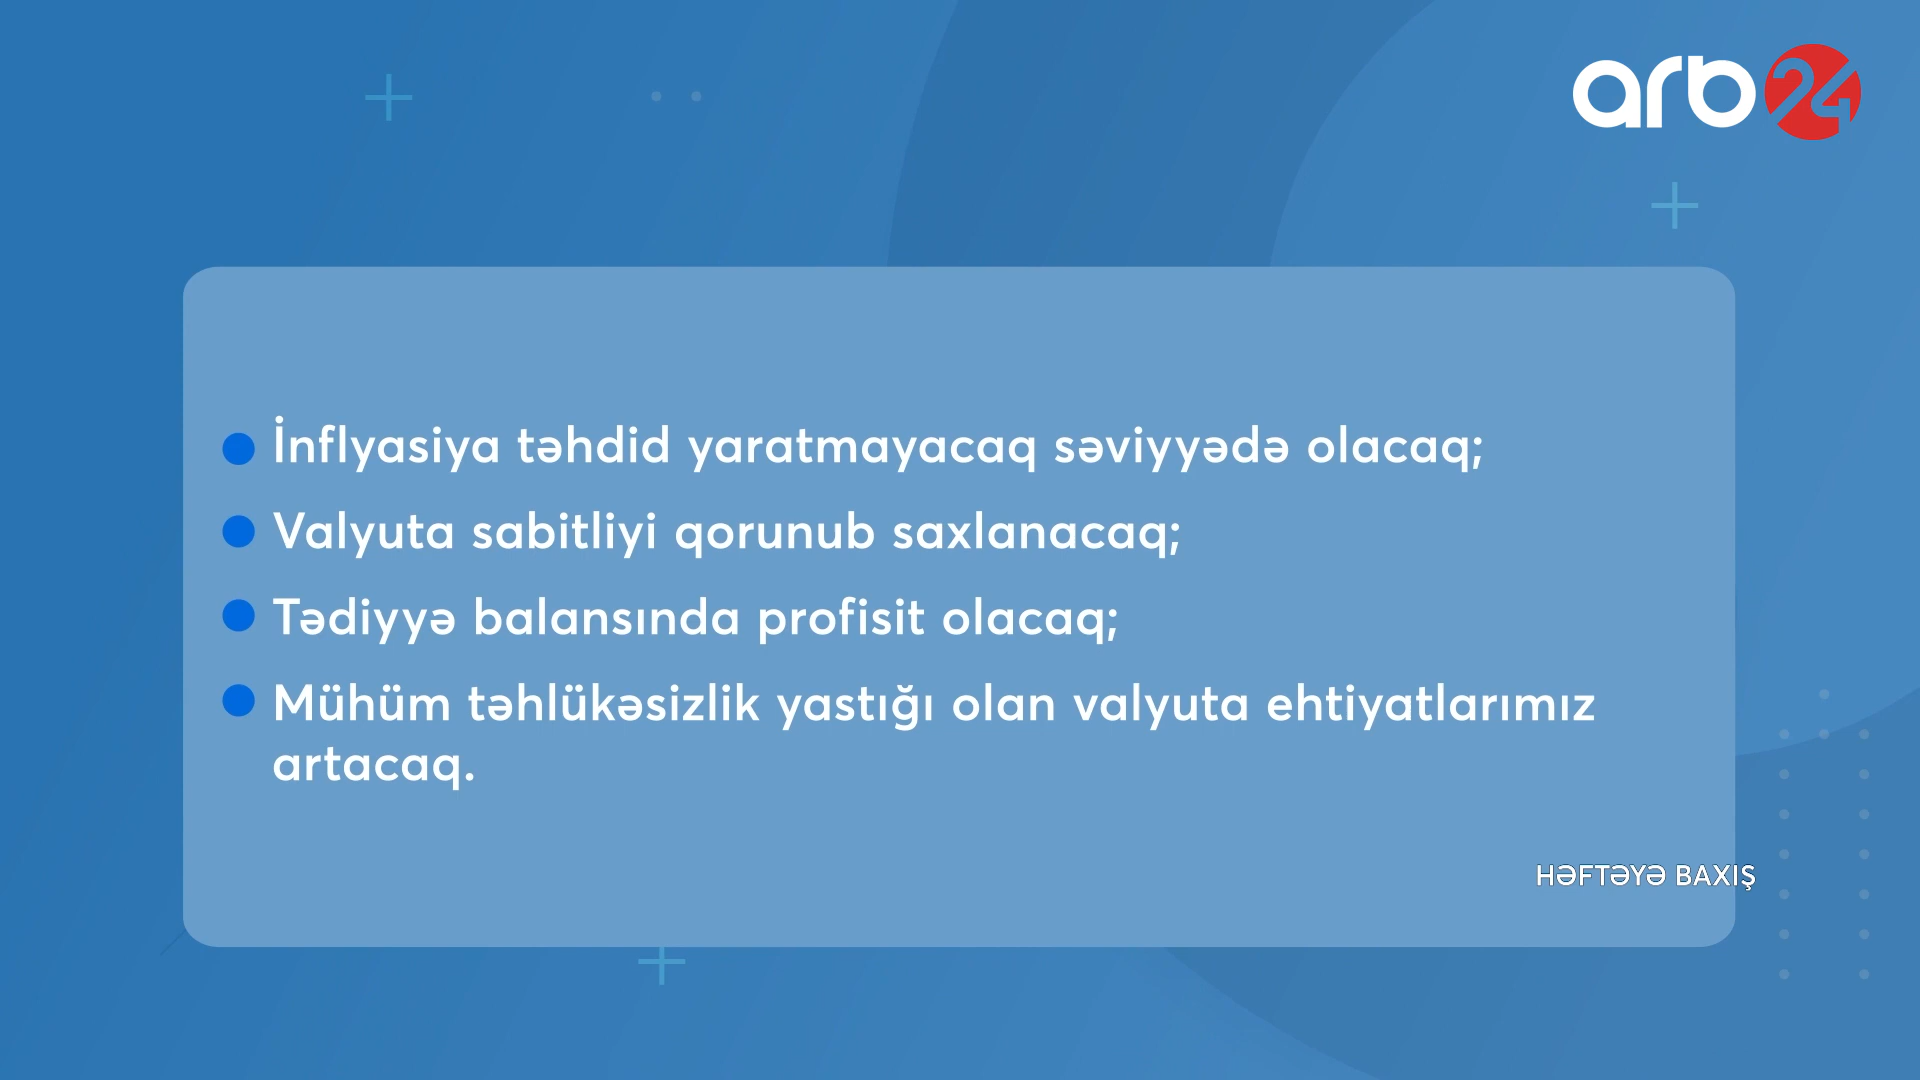 arb24
İnflyasiya təhdid yaratmayacaq səviyyədə olacaq;
Valyuta sabitliyi qorunub saxlanacaq;
Tədiyyə balansında profisit olacaq;
Mühüm təhlükəsizlik yastığı olan valyuta ehtiyatlarımız
artacaq.
HƏFTƏYƏ BAXIŞ